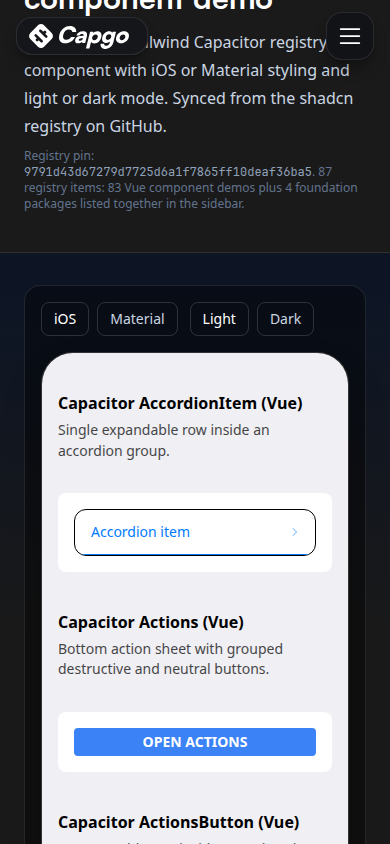 component demo
Capgo
lwind Capacitor registry
component with iOS or Material styling and
light or dark mode. Synced from the shadcn
registry on GitHub.
Registry pin:
9791d43d67279d7725d6a1f7865ff10deaf36ba5. 87
registry items: 83 Vue component demos plus 4 foundation
packages listed together in the sidebar.
iOS
Material
Light
Dark
Capacitor AccordionItem (Vue)
Single expandable row inside an
accordion group.
Accordion item
Capacitor Actions (Vue)
Bottom action sheet with grouped
destructive and neutral buttons.
OPEN ACTIONS
Capacitor ActionsButton (Vue)